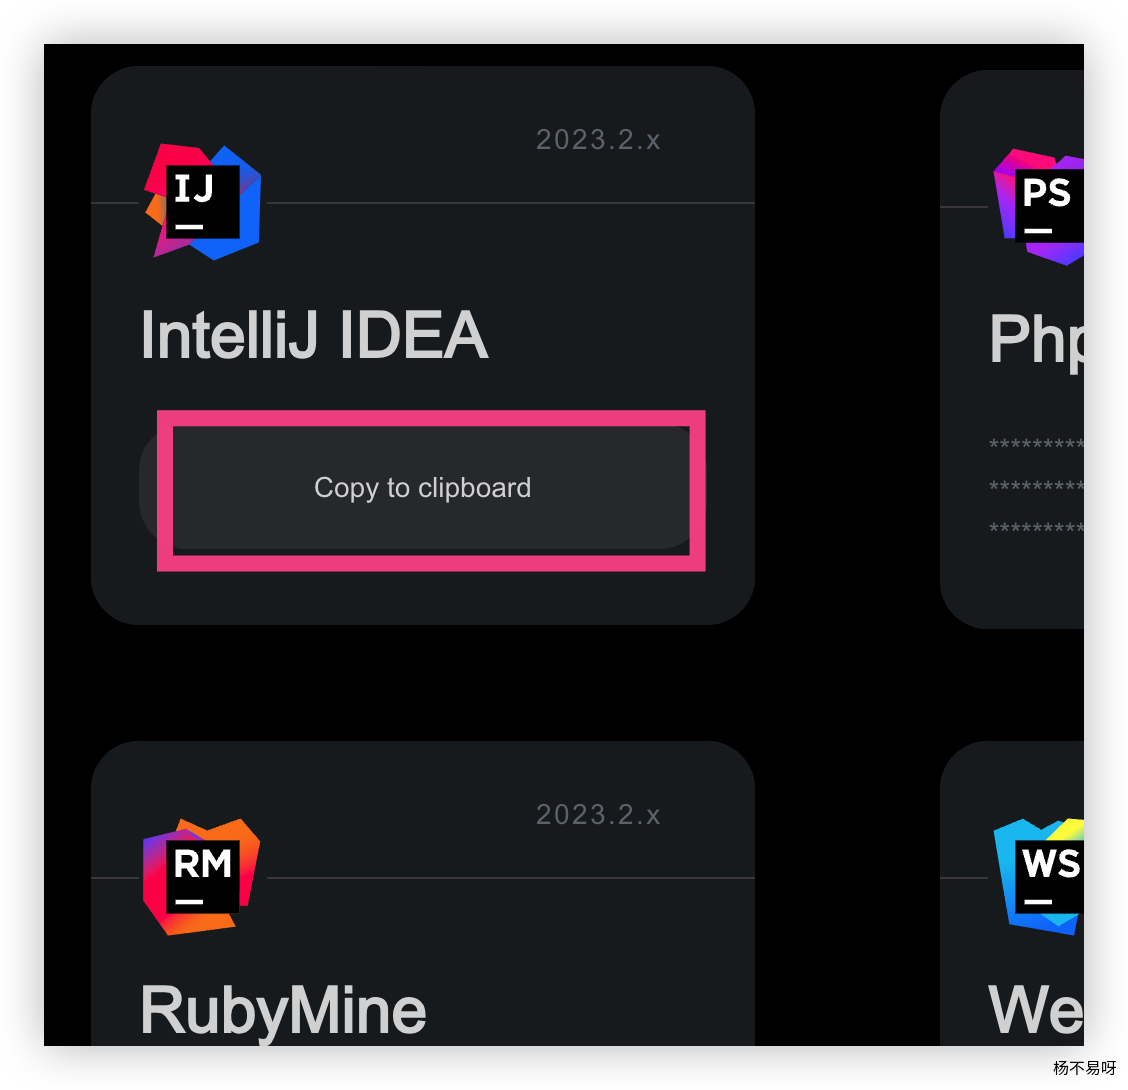 2023.2.x
IJ
IntelliJ IDEA
Copy to clipboard
PS
Php
*********
*********
*********
2023.2.x
RM
RubyMine
WS
We
杨不易呀